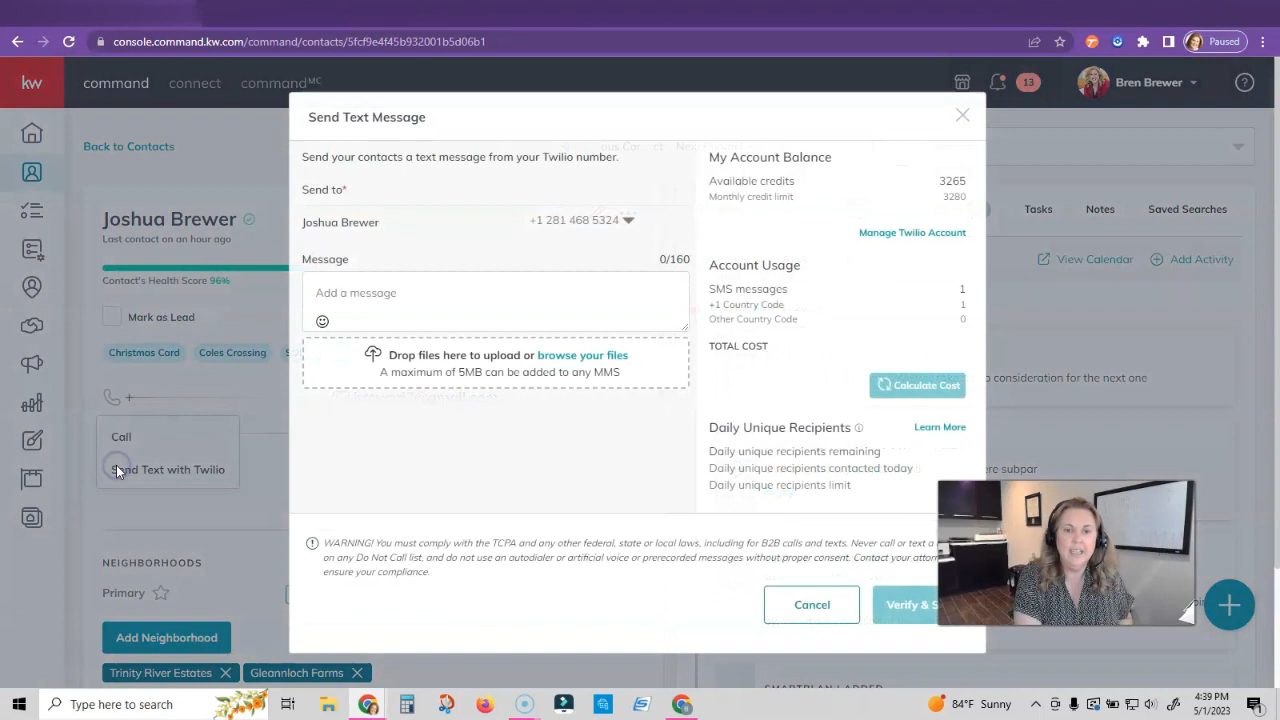 console.command.kw.com/command/contacts/5fcf9e4f45b932001b5d06b1
Paused
kw
command
connect
command MC
13
Bren Brewer
Send Text Message
Back to Contacts
Send your contacts a text message from your Twilio number.
Send to*
Joshua Brewer
+1 281 468 5324
Message
0/160
Add a message
Drop files here to upload or browse your files
A maximum of 5MB can be added to any MMS
My Account Balance
Available credits
3265
Monthly credit limit
3280
Manage Twilio Account
Account Usage
SMS messages
1
+1 Country Code
1
Other Country Code
0
TOTAL COST
Calculate Cost
Daily Unique Recipients
Learn More
Daily unique recipients remaining
Daily unique recipients contacted today
Daily unique recipients limit
WARNING! You must comply with the TCPA and any other federal, state or local laws, including for B2B calls and texts. Never call or text a
on any Do Not Call list, and do not use an autodialer or artificial voice or prerecorded messages without proper consent. Contact your
ensure your compliance.
Cancel
Verify & S
Joshua Brewer
Last contact on an hour ago
Contact's Health Score 96%
Mark as Lead
Christmas Card
Coles Crossing
Call
Send Text with Twilio
NEIGHBORHOODS
Primary
Add Neighborhood
Trinity River Estates
Gleannloch Farms
Tasks
Notes
Saved Searches
View Calendar
Add Activity
consideration for the next one
ere subpar
SMARTPLAN ADDED
Type here to search
84°F Sunny
4:39 PM
5/1/2023
1